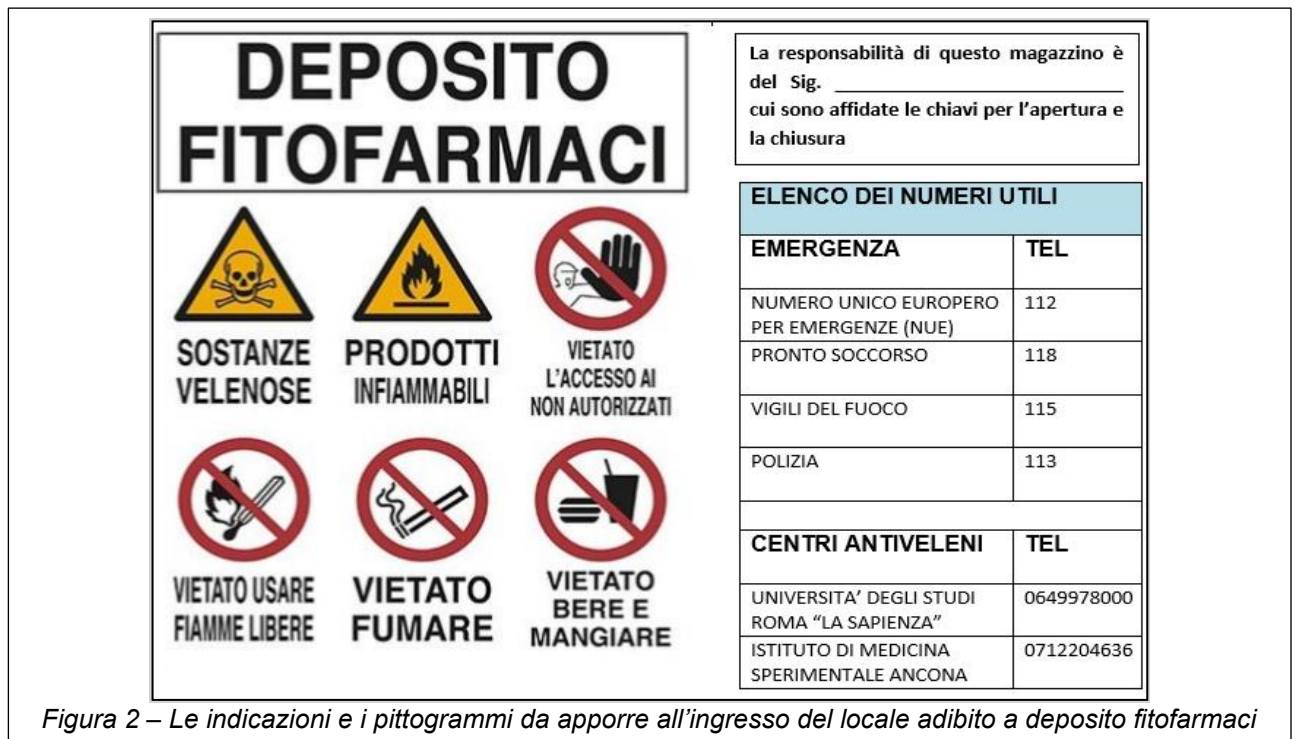 DEPOSITO
FITOFARMACI
SOSTANZE
VELENOSE
PRODOTTI
INFIAMMABILI
VIETATO
L'ACCESSO AI
NON AUTORIZZATI
VIETATO USARE
FIAMME LIBERE
VIETATO
FUMARE
VIETATO
BERE E
MANGIARE
La responsabilità di questo magazzino è
del Sig. ______________________________
cui sono affidate le chiavi per l'apertura e
la chiusura
ELENCO DEI NUMERI UTILI
EMERGENZA TEL
NUMERO UNICO EUROPERO 112
PER EMERGENZE (NUE)
PRONTO SOCCORSO 118
VIGILI DEL FUOCO 115
POLIZIA 113
CENTRI ANTIVELENI TEL
UNIVERSITA' DEGLI STUDI 0649978000
ROMA "LA SAPIENZA"
ISTITUTO DI MEDICINA 0712204636
SPERIMENTALE ANCONA
Figura 2 – Le indicazioni e i pittogrammi da apporre all'ingresso del locale adibito a deposito fitofarmaci